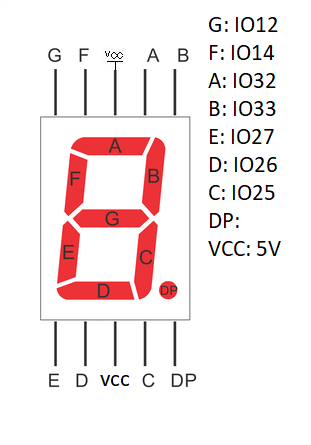 G F VCC A B
A
F B
G
E C
D DP
E D VCC C DP
G: IO12
F: IO14
A: IO32
B: IO33
E: IO27
D: IO26
C: IO25
DP:
VCC: 5V